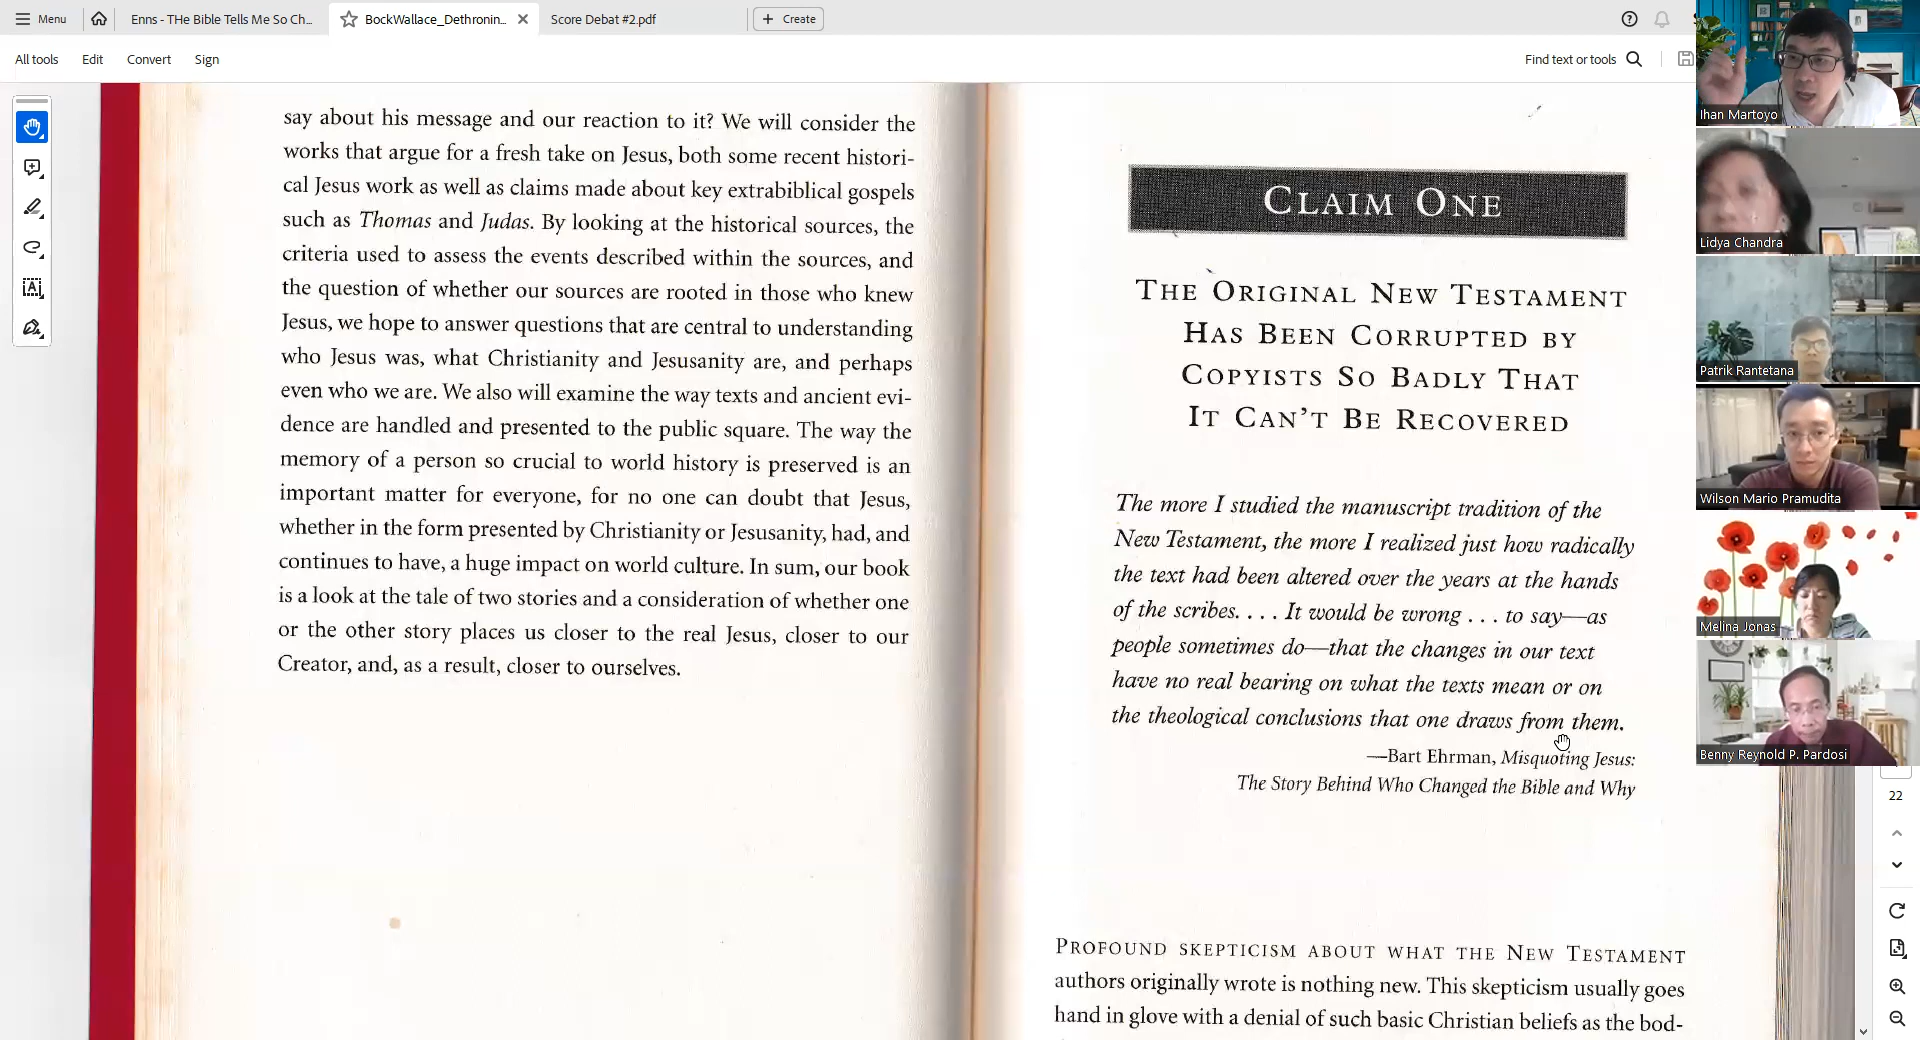 Menu
Enns - THe Bible Tells Me So Ch...
BockWallace_Dethronin...
Score Debat #2.pdf
Create
All tools
Edit
Convert
Sign
Find text or tools
say about his message and our reaction to it? We will consider the
works that argue for a fresh take on Jesus, both some recent histori-
cal Jesus work as well as claims made about key extrabiblical gospels
such as Thomas and Judas. By looking at the historical sources, the
criteria used to assess the events described within the sources, and
the question of whether our sources are rooted in those who knew
Jesus, we hope to answer questions that are central to understanding
who Jesus was, what Christianity and Jesusanity are, and perhaps
even who we are. We also will examine the way texts and ancient evi-
dence are handled and presented to the public square. The way the
memory of a person so crucial to world history is preserved is an
important matter for everyone, for no one can doubt that Jesus,
whether in the form presented by Christianity or Jesusanity, had, and
continues to have, a huge impact on world culture. In sum, our book
is a look at the tale of two stories and a consideration of whether one
or the other story places us closer to the real Jesus, closer to our
Creator, and, as a result, closer to ourselves.
CLAIM ONE
THE ORIGINAL NEW TESTAMENT
HAS BEEN CORRUPTED BY
COPYISTS SO BADLY THAT
IT CAN'T BE RECOVERED
The more I studied the manuscript tradition of the
New Testament, the more I realized just how radically
the text had been altered over the years at the hands
of the scribes. . . . It would be wrong . . . to say—as
people sometimes do—that the changes in our text
have no real bearing on what the texts mean or on
the theological conclusions that one draws from them.
—Bart Ehrman, Misquoting Jesus:
The Story Behind Who Changed the Bible and Why
PROFOUND SKEPTICISM ABOUT WHAT THE NEW TESTAMENT
authors originally wrote is nothing new. This skepticism usually goes
hand in glove with a denial of such basic Christian beliefs as the bod-
Ihan Martoyo
Lidya Chandra
Patrik Rantetana
Wilson Mario Pramudita
Melina Jonas
Benny Reynold P. Pardosi
22